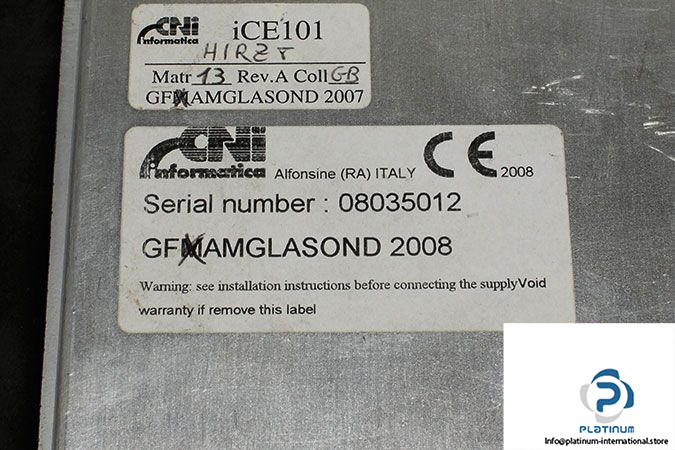 CNi informatica iCE101
HIRZT
Matr 13 Rev.A Coll GB
GFMAMGLASOND 2007
CNi
informatica Alfonsine (RA) ITALY CE 2008
Serial number : 08035012
GFMAMGLASOND 2008
Warning: see installation instructions before connecting the supply Void
warranty if remove this label
PLATINUM
Info@platinum-international.store